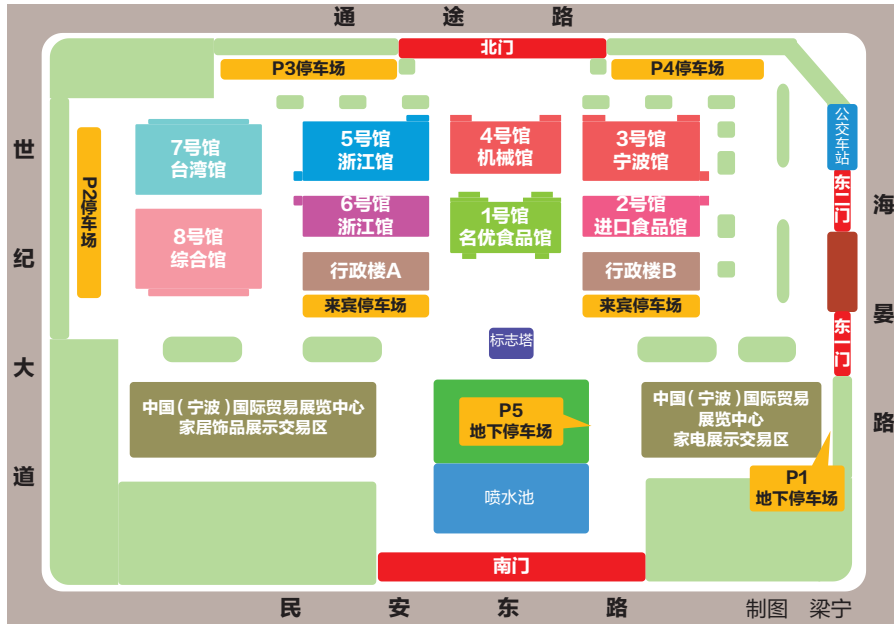 通途路
北门
P3停车场
P4停车场
公交车站
世纪大道
P2停车场
7号馆
台湾馆
5号馆
浙江馆
4号馆
机械馆
3号馆
宁波馆
东二门
海晏路
8号馆
综合馆
6号馆
浙江馆
1号馆
名优食品馆
2号馆
进口食品馆
行政楼A
行政楼B
来宾停车场
来宾停车场
标志塔
东一门
中国(宁波)国际贸易展览中心
家居饰品展示交易区
P5
地下停车场
中国(宁波)国际贸易
展览中心
家电展示交易区
P1
地下停车场
喷水池
南门
民安东路
制图 梁宁